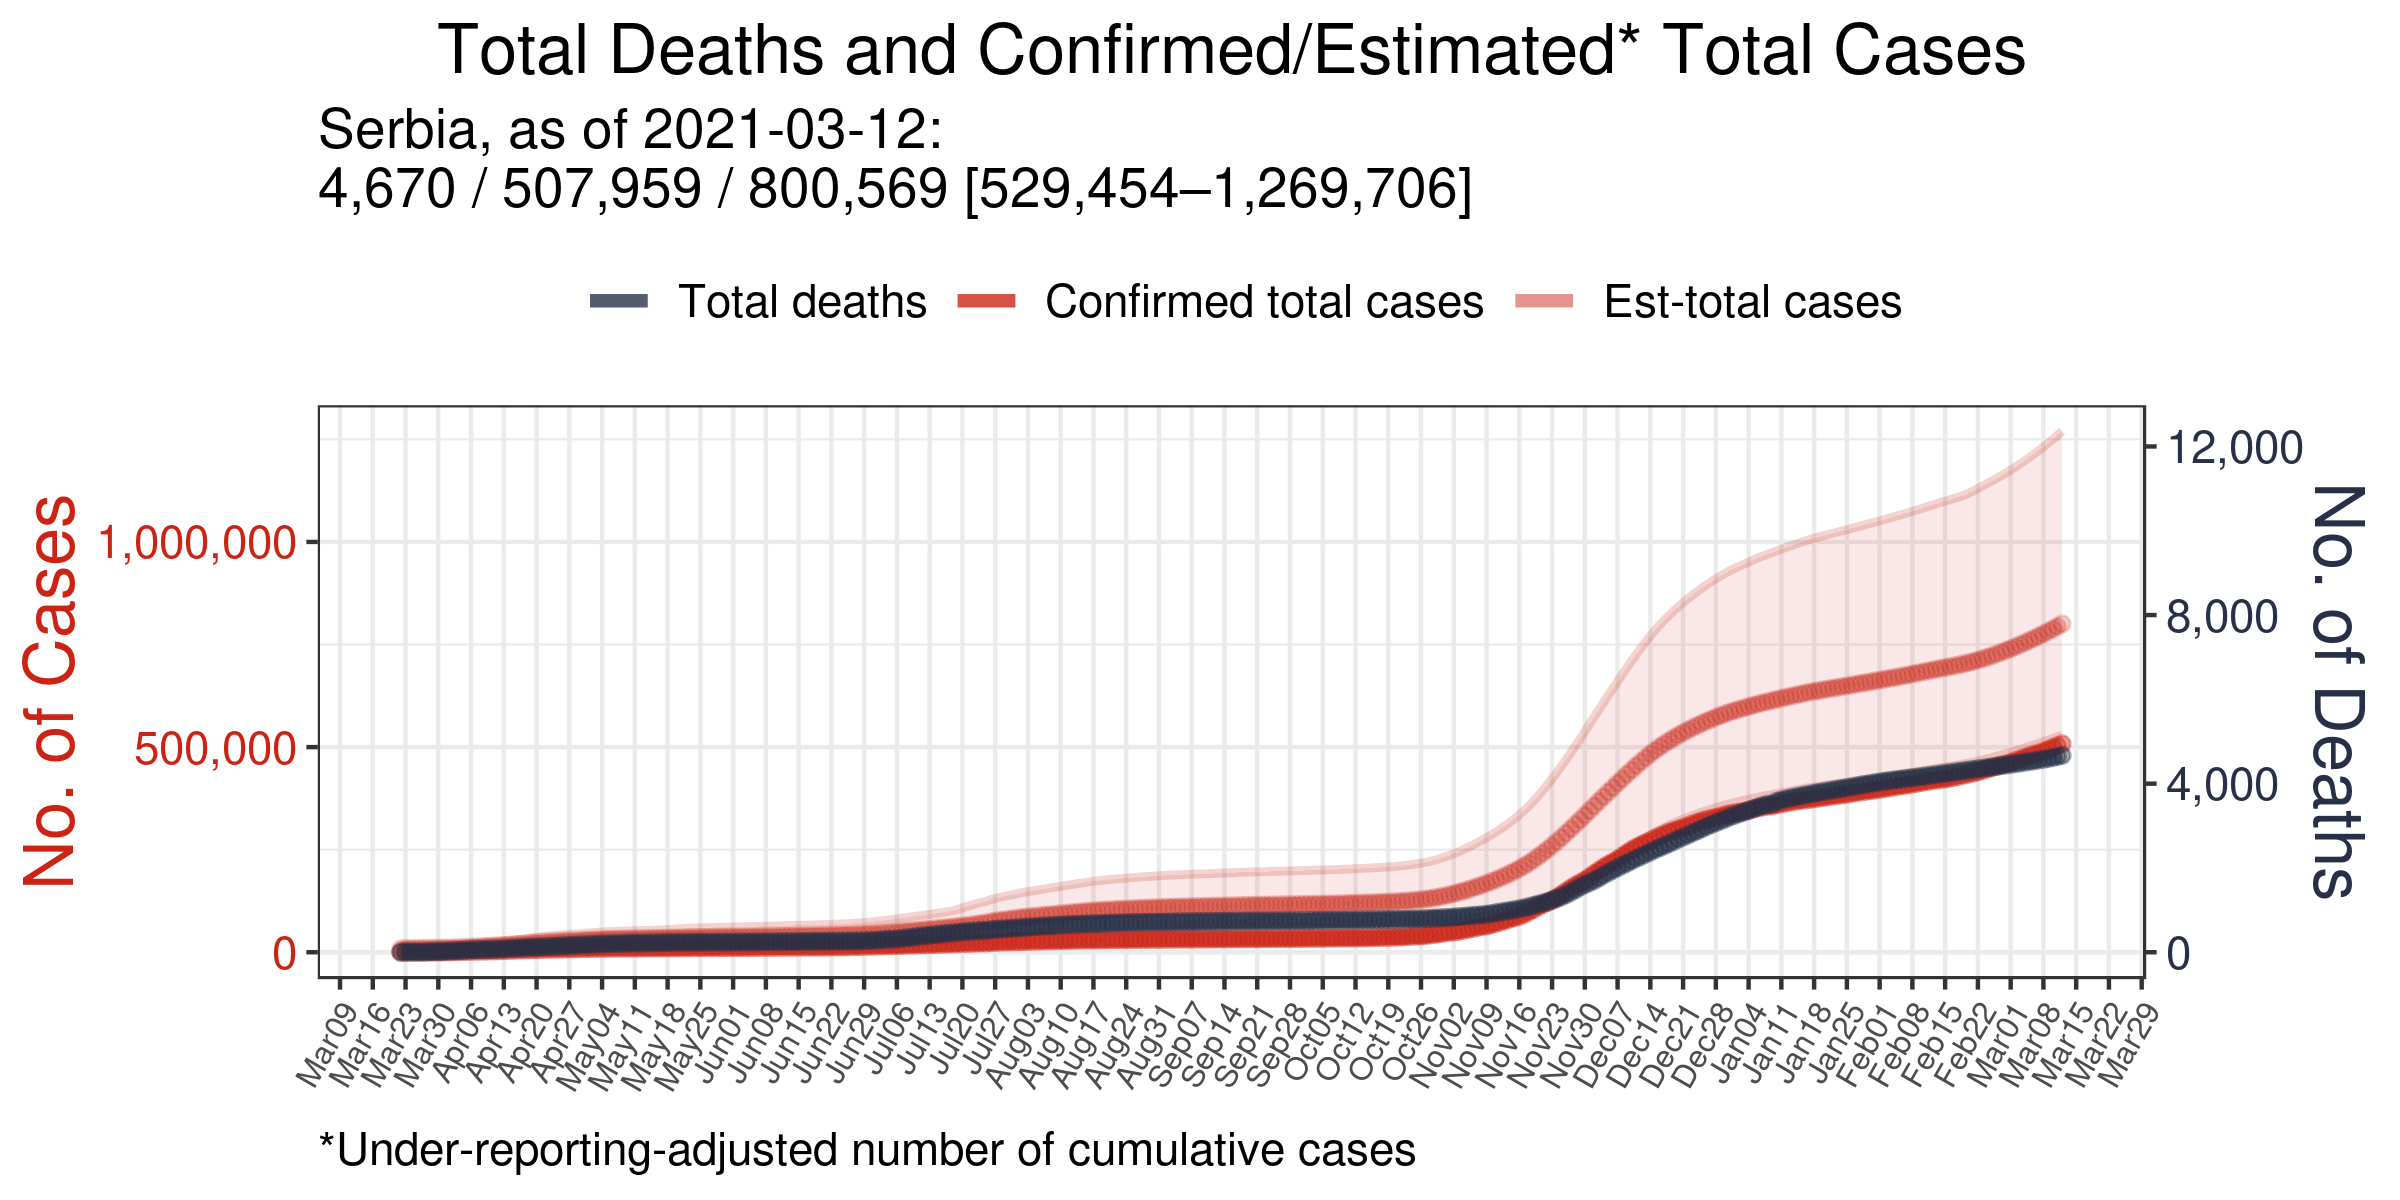 Total Deaths and Confirmed/Estimated* Total Cases
Serbia, as of 2021-03-12:
4,670 / 507,959 / 800,569 [529,454–1,269,706]
Total deaths
Confirmed total cases
Est-total cases
No. of Cases
1,000,000
500,000
0
12,000
8,000
4,000
0
No. of Deaths
Mar09
Mar16
Mar23
Mar30
Apr06
Apr13
Apr20
Apr27
May04
May11
May18
May25
Jun01
Jun08
Jun15
Jun22
Jun29
Jul06
Jul13
Jul20
Jul27
Aug03
Aug10
Aug17
Aug24
Aug31
Sep07
Sep14
Sep21
Sep28
Oct05
Oct12
Oct19
Oct26
Nov02
Nov09
Nov16
Nov23
Nov30
Dec07
Dec14
Dec21
Dec28
Jan04
Jan11
Jan18
Jan25
Feb01
Feb08
Feb15
Feb22
Mar01
Mar08
Mar15
Mar22
Mar29
*Under-reporting-adjusted number of cumulative cases